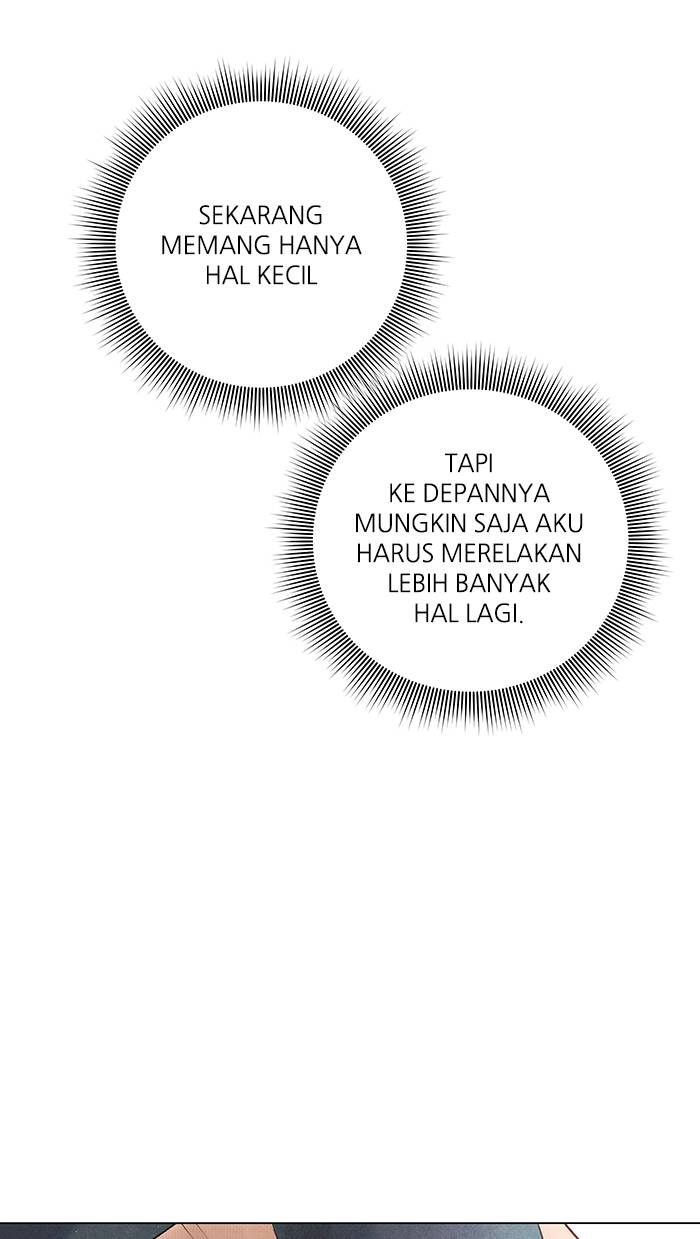 SEKARANG
MEMANG HANYA
HAL KECIL
TAPI
KE DEPANNYA
MUNGKIN SAJA AKU
HARUS MERELAKAN
LEBIH BANYAK
HAL LAGI.